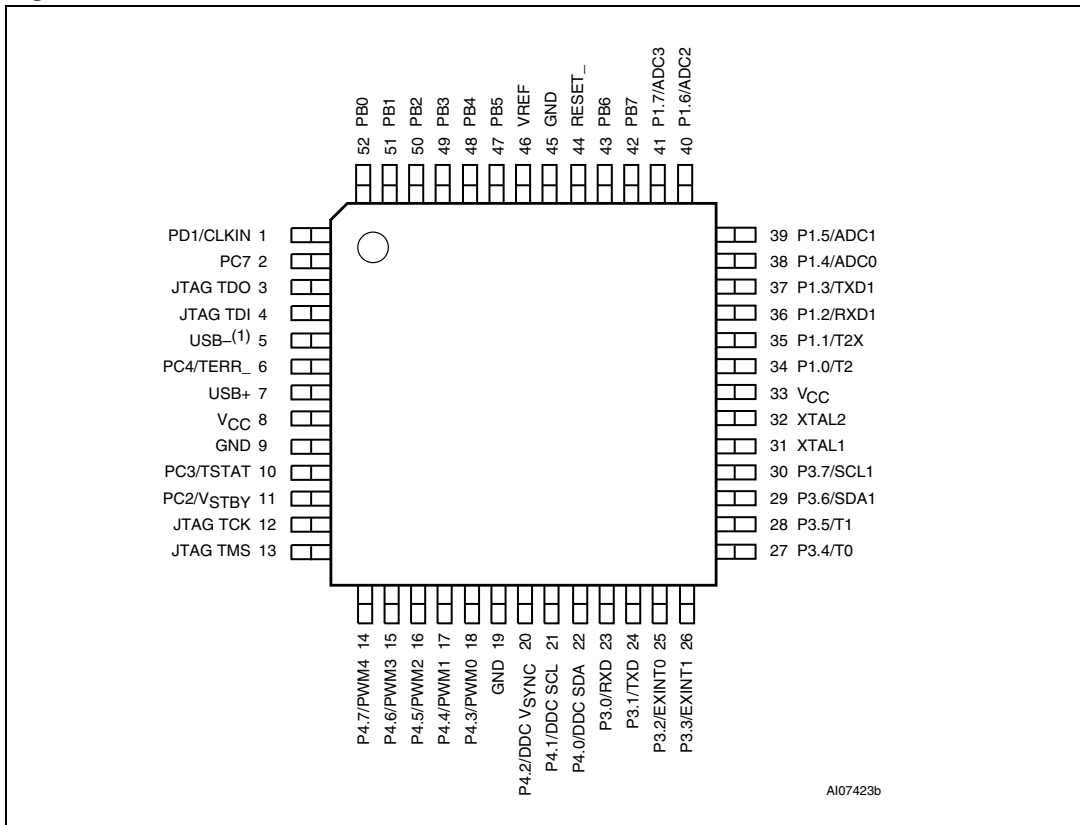 52 PB0
51 PB1
50 PB2
49 PB3
48 PB4
47 PB5
46 VREF
45 GND
44 RESET_
43 PB6
42 PB7
41 P1.7/ADC3
40 P1.6/ADC2
PD1/CLKIN 1
PC7 2
JTAG TDO 3
JTAG TDI 4
USB–(1) 5
PC4/TERR_ 6
USB+ 7
VCC 8
GND 9
PC3/TSTAT 10
PC2/VSTBY 11
JTAG TCK 12
JTAG TMS 13
39 P1.5/ADC1
38 P1.4/ADC0
37 P1.3/TXD1
36 P1.2/RXD1
35 P1.1/T2X
34 P1.0/T2
33 VCC
32 XTAL2
31 XTAL1
30 P3.7/SCL1
29 P3.6/SDA1
28 P3.5/T1
27 P3.4/T0
P4.7/PWM4 14
P4.6/PWM3 15
P4.5/PWM2 16
P4.4/PWM1 17
P4.3/PWM0 18
GND 19
P4.2/DDC VSYNC 20
P4.1/DDC SCL 21
P4.0/DDC SDA 22
P3.0/RXD 23
P3.1/TXD 24
P3.2/EXINT0 25
P3.3/EXINT1 26
AI07423b